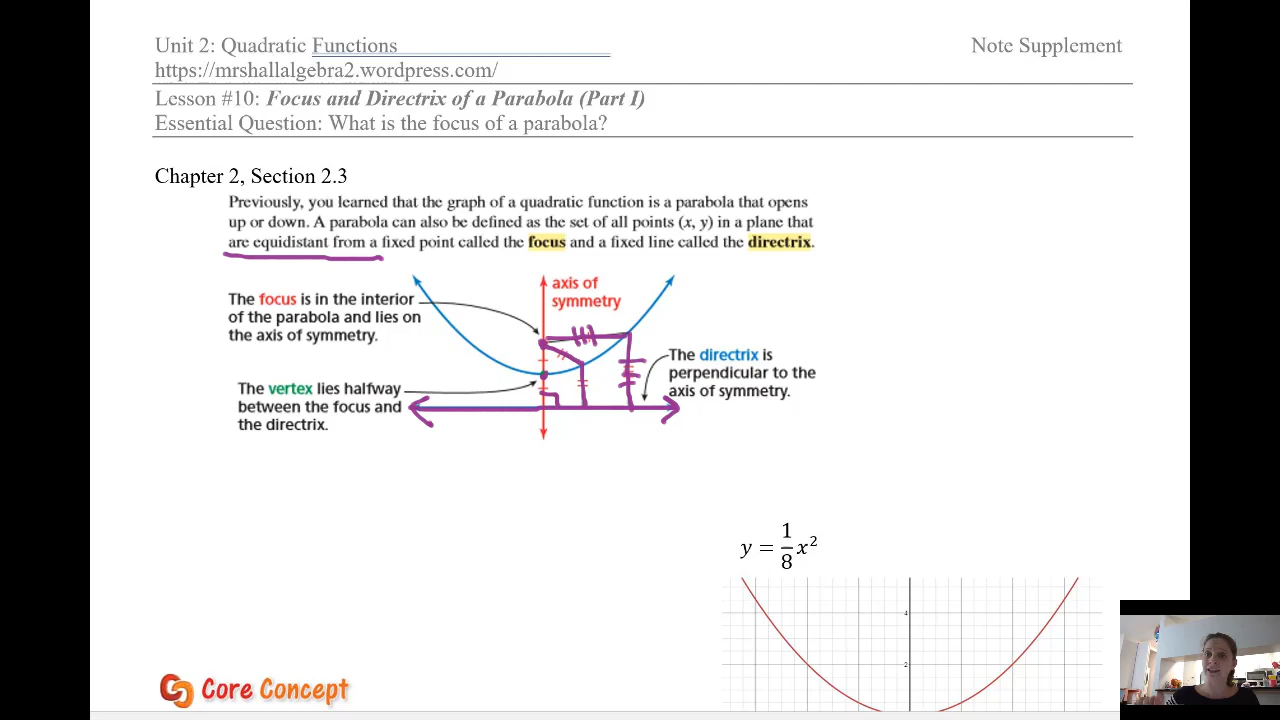 Unit 2: Quadratic Functions
Note Supplement
https://mrshallalgebra2.wordpress.com/
Lesson #10: Focus and Directrix of a Parabola (Part I)
Essential Question: What is the focus of a parabola?
Chapter 2, Section 2.3
Previously, you learned that the graph of a quadratic function is a parabola that opens
up or down. A parabola can also be defined as the set of all points (x, y) in a plane that
are equidistant from a fixed point called the focus and a fixed line called the directrix.
axis of
symmetry
The focus is in the interior
of the parabola and lies on
the axis of symmetry.
The directrix is
perpendicular to the
axis of symmetry.
The vertex lies halfway
between the focus and
the directrix.
y = 1/8 x²
4
2
Core Concept